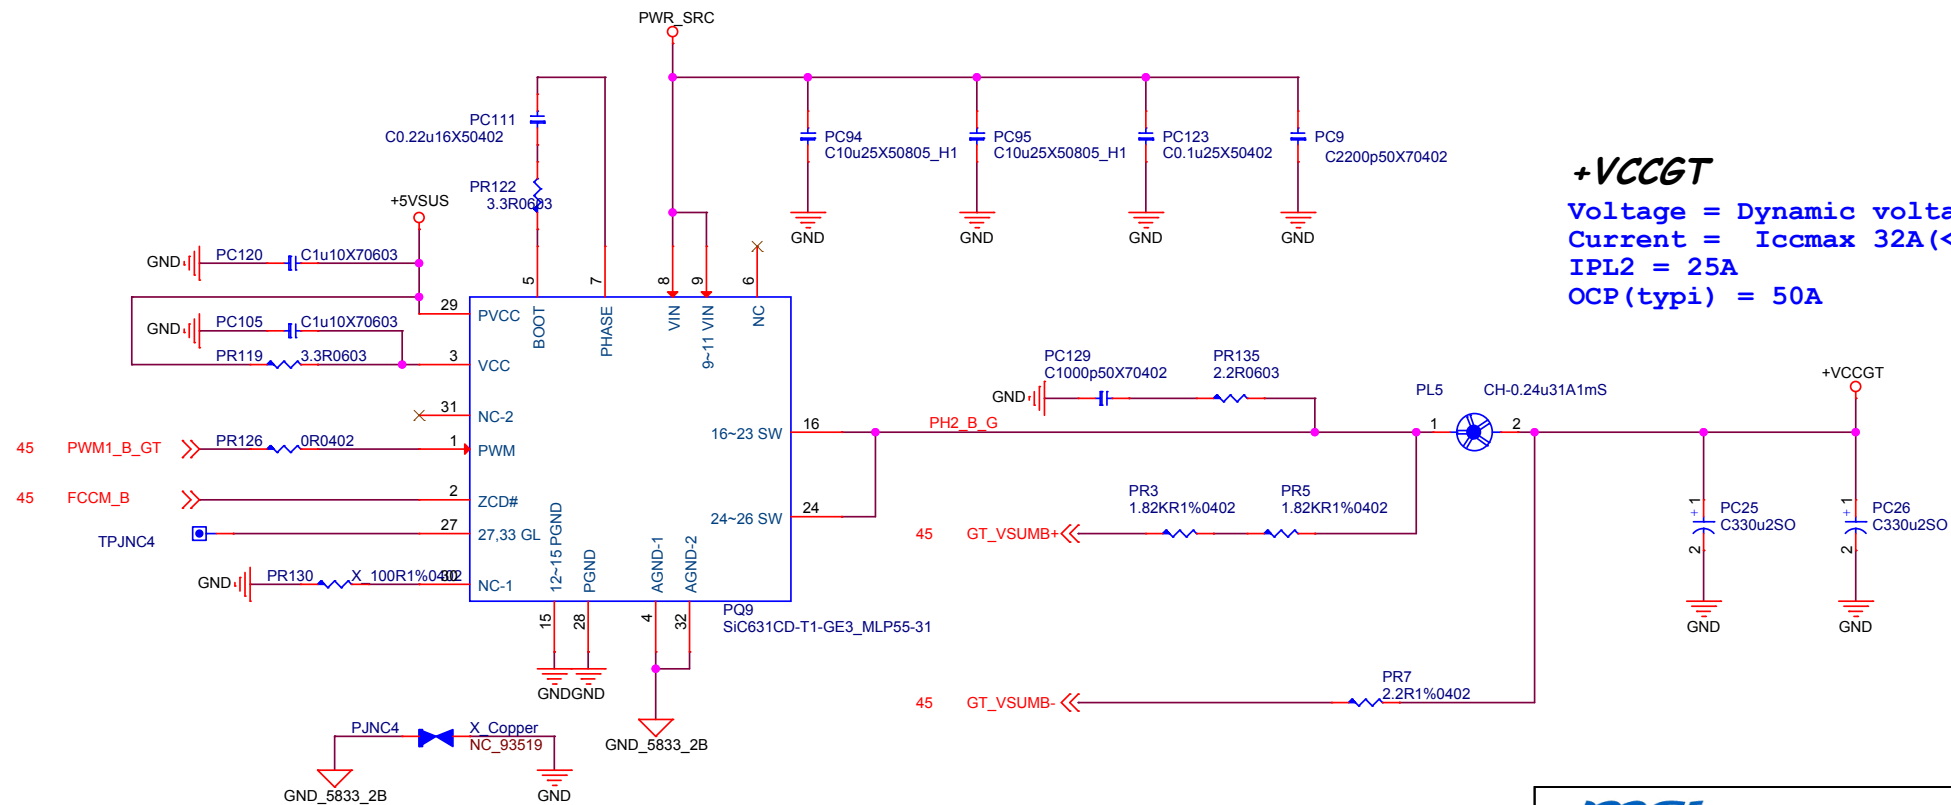 PWR_SRC
PC111
C0.22u16X50402
PR122
3.3R0603
+5VSUS
PC94
C10u25X50805_H1
PC95
C10u25X50805_H1
PC123
C0.1u25X50402
PC9
C2200p50X70402
GND
GND
GND
GND
+VCCGT
Voltage = Dynamic volta
Current = Iccmax 32A(<
IPL2 = 25A
OCP(typi) = 50A
GND
PC120
C1u10X70603
GND
PC105
C1u10X70603
PR119
3.3R0603
5
7
8
9
6
29
3
31
1
2
27
30
PVCC
VCC
NC-2
PWM
ZCD#
27,33 GL
NC-1
BOOT
PHASE
VIN
9~11 VIN
NC
16~23 SW
24~26 SW
16
24
12~15 PGND
PGND
AGND-1
AGND-2
15
28
4
32
45
PWM1_B_GT
PR126
0R0402
45
FCCM_B
TPJNC4
GND
PR130
X_100R1%0402
PQ9
SiC631CD-T1-GE3_MLP55-31
GND
GND
GND_5833_2B
PJNC4
X_Copper
NC_93519
GND_5833_2B
GND
PC129
C1000p50X70402
PR135
2.2R0603
GND
PH2_B_G
PL5
CH-0.24u31A1mS
1
2
+VCCGT
PR3
1.82KR1%0402
PR5
1.82KR1%0402
45
GT_VSUMB+
45
GT_VSUMB-
PR7
2.2R1%0402
+
1
2
PC25
C330u2SO
+
1
2
PC26
C330u2SO
GND
GND